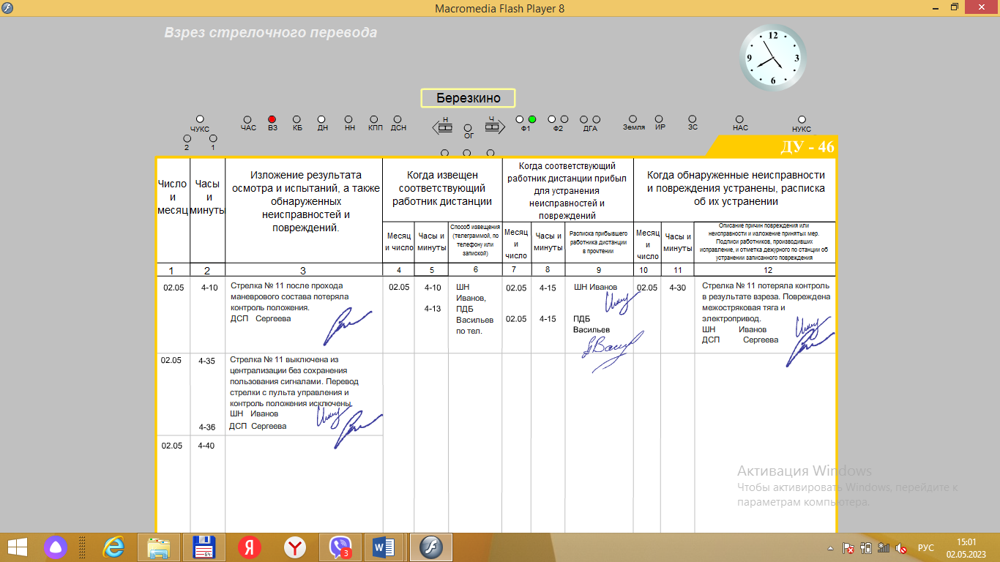 Macromedia Flash Player 8
Взрез стрелочного перевода
12
9
3
6
Березкино
ЧУКС
2
1
ЧАС
ВЗ
КБ
ДН
НН
КПП
ДСН
Н
ОГ
Ч
Ф1
Ф2
ДГА
Земля
ИР
ЗС
НАС
НУКС
ДУ - 46
Число
и
месяц
Часы
и
минуты
Изложение результата
осмотра и испытаний, а также
обнаруженных
неисправностей и
повреждений.
Когда извещен
соответствующий
работник дистанции
Когда соответствующий
работник дистанции прибыл
для устранения
неисправностей и
повреждений
Когда обнаруженные неисправности
и повреждения устранены, расписка
об их устранении
Месяц
и число
Часы и
минуты
Способ извещения
(телеграммой, по
телефону или
запиской)
Месяц
и
число
Часы и
минуты
Расписка прибывшего
работника дистанции
в прочтении
Месяц
и
число
Часы и
минуты
Описание причин повреждения или
неисправности и изложение принятых мер.
Подписи работников, производивших
исправление, и отметка дежурного по станции об
устранении записанного повреждения
1 2 3 4 5 6 7 8 9 10 11 12
02.05
4-10
Стрелка № 11 после прохода
маневрового состава потеряла
контроль положения.
ДСП Сергеева
02.05
4-10
4-13
ШН
Иванов,
ПДБ
Васильев
по тел.
02.05
4-15
ШН Иванов
02.05
4-15
ПДБ
Васильев
02.05
4-30
Стрелка № 11 потеряла контроль
в результате взреза. Повреждена
межостряковая тяга и
электропривод.
ШН Иванов
ДСП Сергеева
02.05
4-35
Стрелка № 11 выключена из
централизации без сохранения
пользования сигналами. Перевод
стрелки с пульта управления и
контроль положения исключены.
ШН Иванов
4-36
ДСП Сергеева
02.05
4-40
Активация Windows
Чтобы активировать Windows, перейдите к
параметрам компьютера.
64
Я
Y
3
W
РУС
15:01
02.05.2023